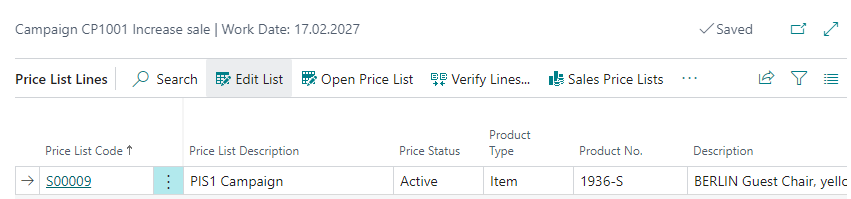 Campaign CP1001 Increase sale | Work Date: 17.02.2027
Saved
Price List Lines
Search
Edit List
Open Price List
Verify Lines...
Sales Price Lists
Price List Code ↑
Price List Description
Price Status
Product Type
Product No.
Description
S00009
PIS1 Campaign
Active
Item
1936-S
BERLIN Guest Chair, yello